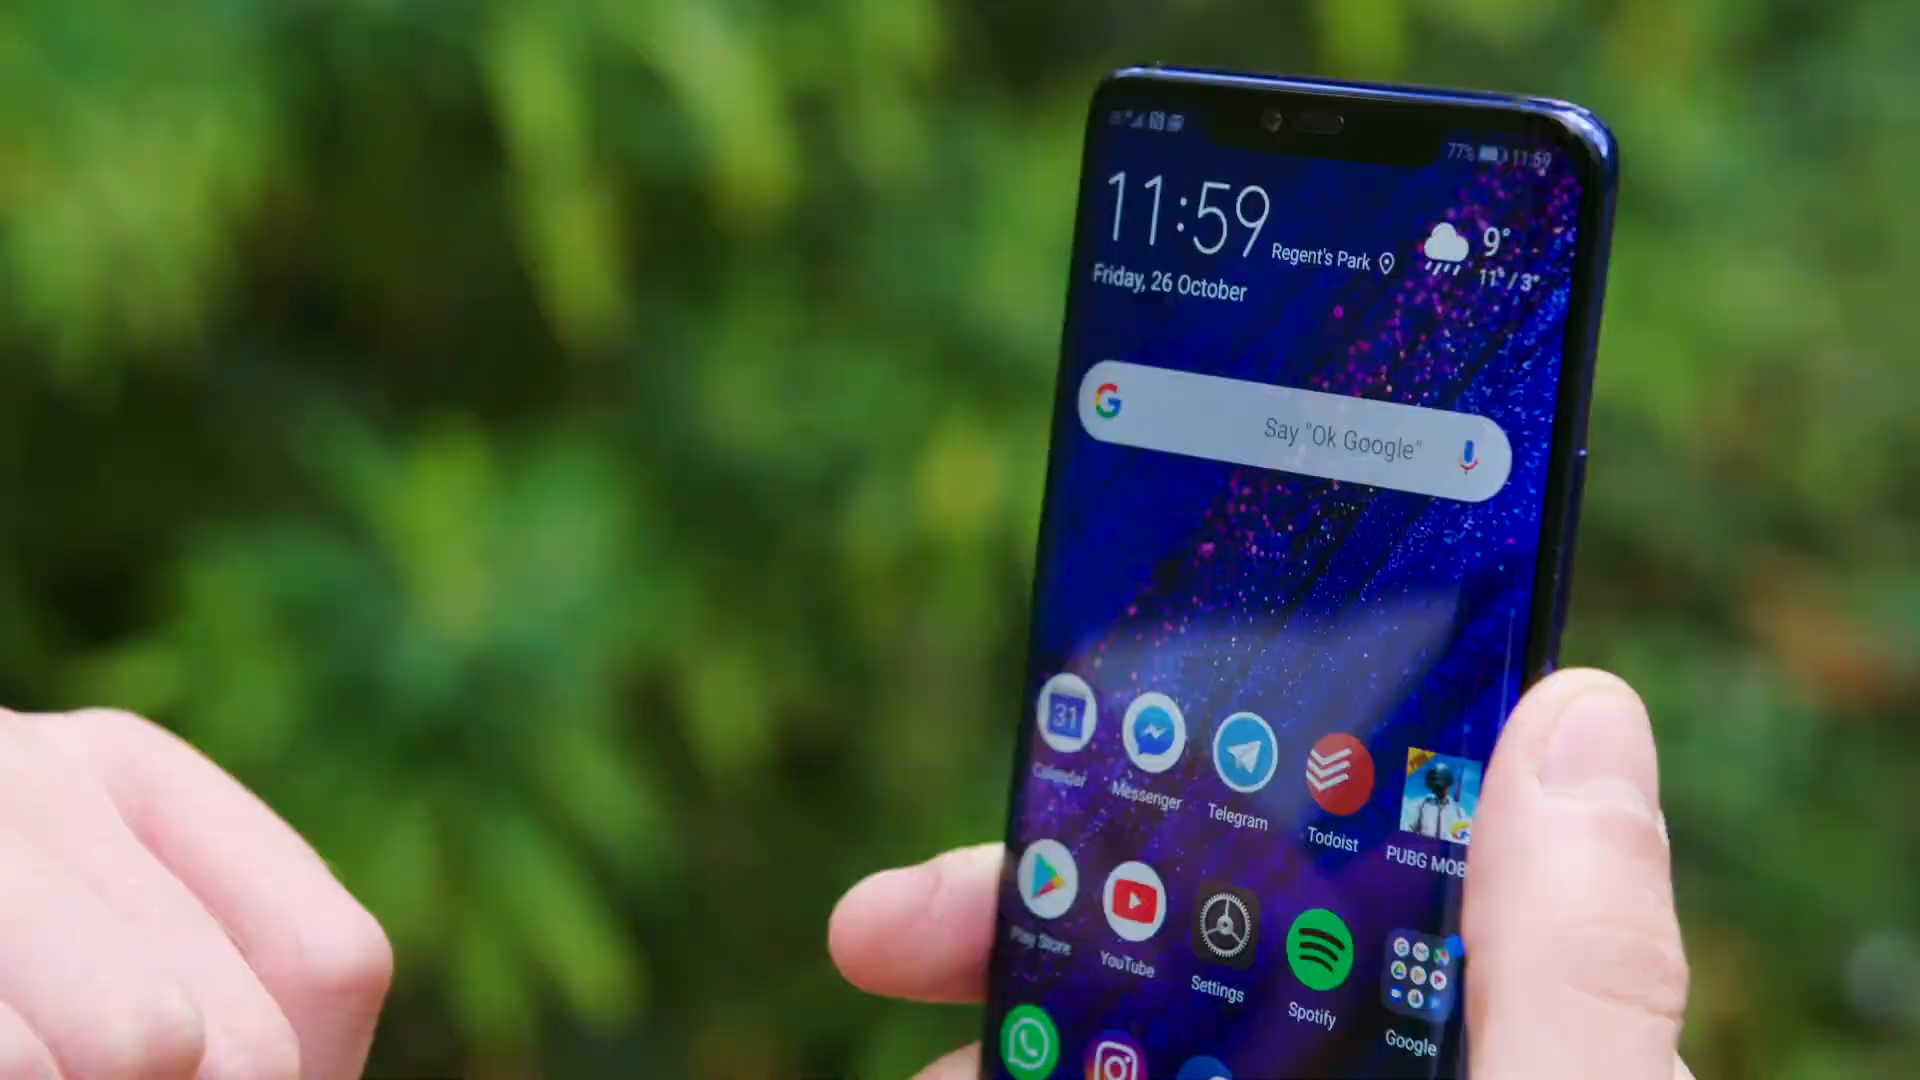 77% 11:59
11:59
Regent's Park
9°
11° / 3°
Friday, 26 October
Say "Ok Google"
31
Calendar
Messenger
Telegram
Todoist
PUBG MOB
Play Store
YouTube
Settings
Spotify
Google